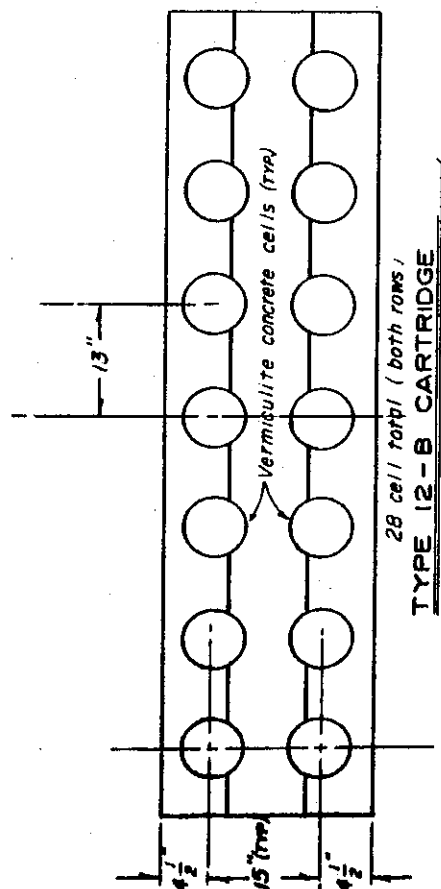 13"
Vermiculite concrete cells (TYP.)
4 1/2"
15" (TYP)
4 1/2"
28 cell total (both rows)
TYPE 12-B CARTRIDGE